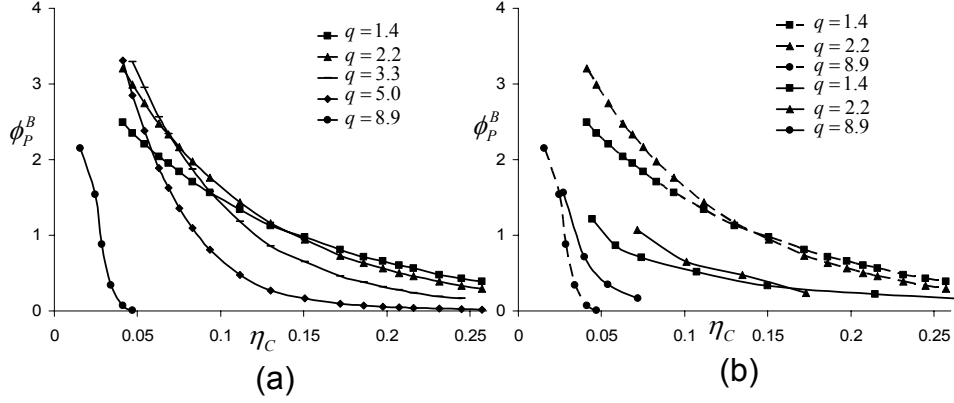 4
3
2
1
0
ϕ_P^B
q = 1.4
q = 2.2
q = 3.3
q = 5.0
q = 8.9
0
0.05
0.1
0.15
0.2
0.25
η_C
(a)
4
3
2
1
0
ϕ_P^B
q = 1.4
q = 2.2
q = 8.9
q = 1.4
q = 2.2
q = 8.9
0
0.05
0.1
0.15
0.2
0.25
η_C
(b)